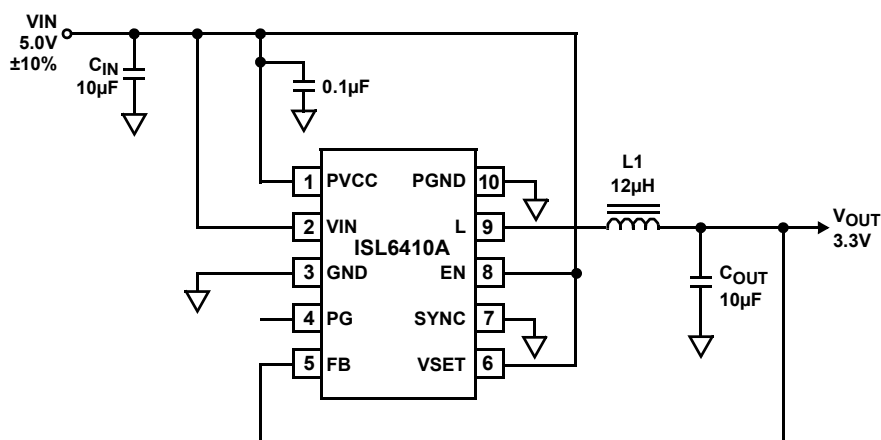 VIN
5.0V
±10%
CIN
10µF
0.1µF
1 PVCC
PGND 10
2 VIN
L 9
ISL6410A
3 GND
EN 8
4 PG
SYNC 7
5 FB
VSET 6
L1
12µH
VOUT
3.3V
COUT
10µF